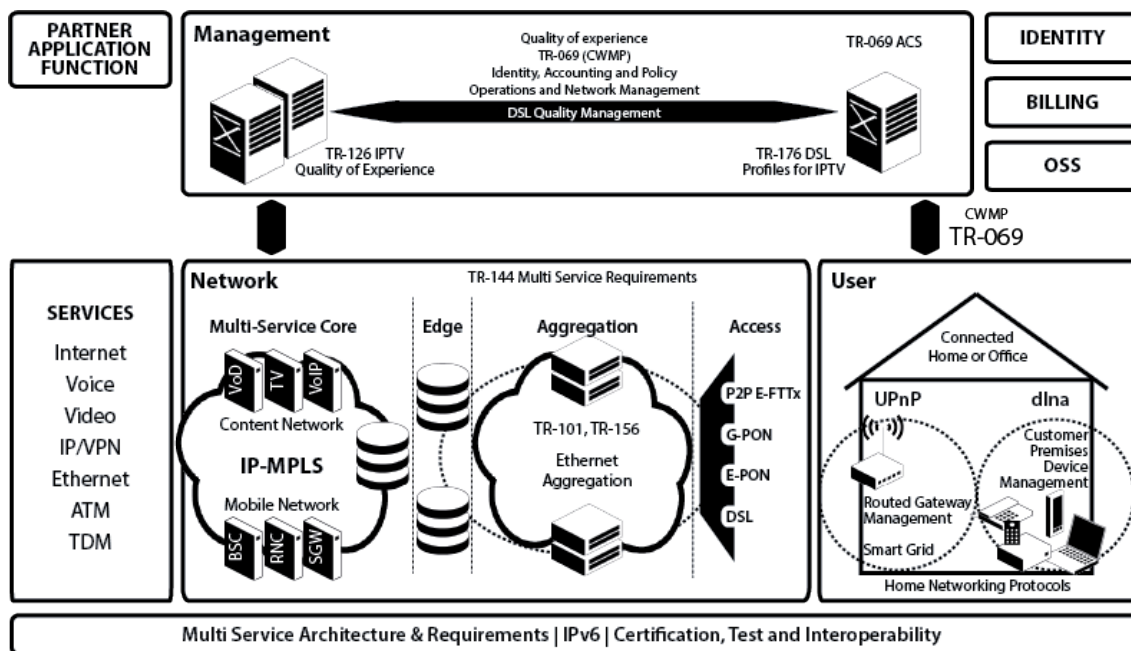 PARTNER
APPLICATION
FUNCTION
Management
Quality of experience
TR-069 (CWMP)
Identity, Accounting and Policy
Operations and Network Management
DSL Quality Management
TR-069 ACS
TR-126 IPTV
Quality of Experience
TR-176 DSL
Profiles for IPTV
IDENTITY
BILLING
OSS
CWMP
TR-069
SERVICES
Internet
Voice
Video
IP/VPN
Ethernet
ATM
TDM
Network
TR-144 Multi Service Requirements
Multi-Service Core
Edge
Aggregation
Access
VoD
TV
VoIP
Content Network
IP-MPLS
Mobile Network
BSC
RNC
SGW
TR-101, TR-156
Ethernet
Aggregation
P2P E-FTTx
G-PON
E-PON
DSL
User
Connected
Home or Office
UPnP
dlna
Customer
Premises
Device
Management
Routed Gateway
Management
Smart Grid
Home Networking Protocols
Multi Service Architecture & Requirements | IPv6 | Certification, Test and Interoperability